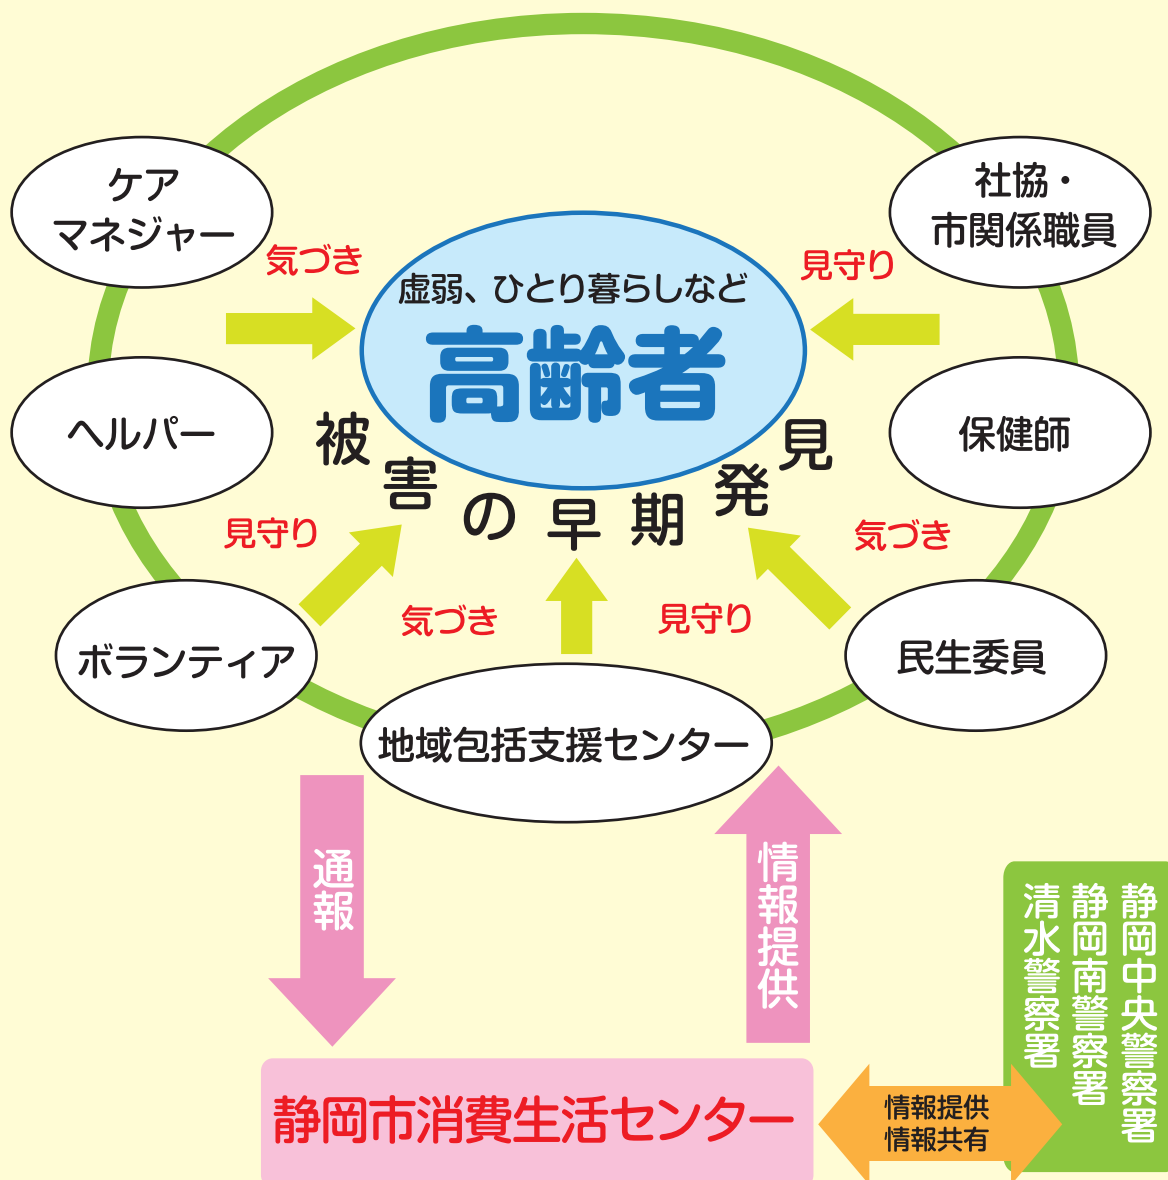 ケア
マネジャー
社協・
市関係職員
気づき
見守り
虚弱、ひとり暮らしなど
高齢者
ヘルパー
保健師
被害の早期発見
見守り
気づき
気づき
見守り
ボランティア
民生委員
地域包括支援センター
通報
情報提供
静岡中央警察署
静岡南警察署
清水警察署
静岡市消費生活センター
情報提供
情報共有